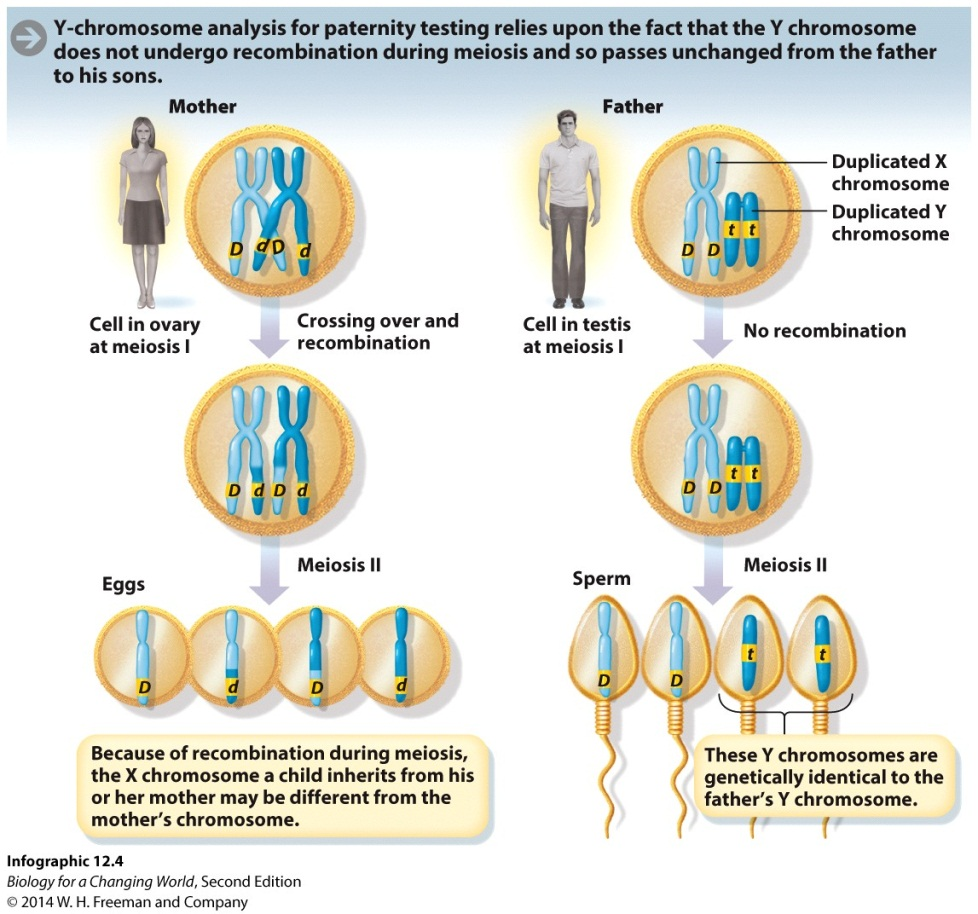 Y-chromosome analysis for paternity testing relies upon the fact that the Y chromosome
does not undergo recombination during meiosis and so passes unchanged from the father
to his sons.
Mother
Father
Duplicated X
chromosome
Duplicated Y
chromosome
D d D d
D D t t
Cell in ovary
at meiosis I
Crossing over and
recombination
Cell in testis
at meiosis I
No recombination
D d D d
D D t t
Meiosis II
Meiosis II
Eggs
Sperm
D d D d
D D t t
Because of recombination during meiosis,
the X chromosome a child inherits from his
or her mother may be different from the
mother's chromosome.
These Y chromosomes are
genetically identical to the
father's Y chromosome.
Infographic 12.4
Biology for a Changing World, Second Edition
© 2014 W. H. Freeman and Company